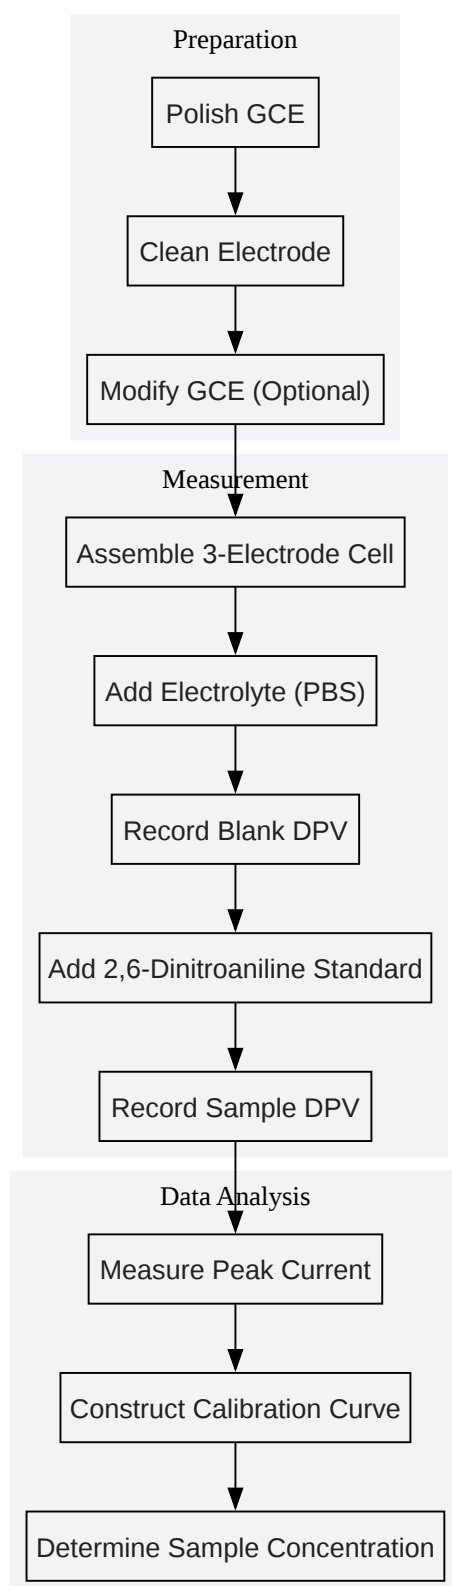 Preparation
Polish GCE
Clean Electrode
Modify GCE (Optional)
Measurement
Assemble 3-Electrode Cell
Add Electrolyte (PBS)
Record Blank DPV
Add 2,6-Dinitroaniline Standard
Record Sample DPV
Data Analysis
Measure Peak Current
Construct Calibration Curve
Determine Sample Concentration